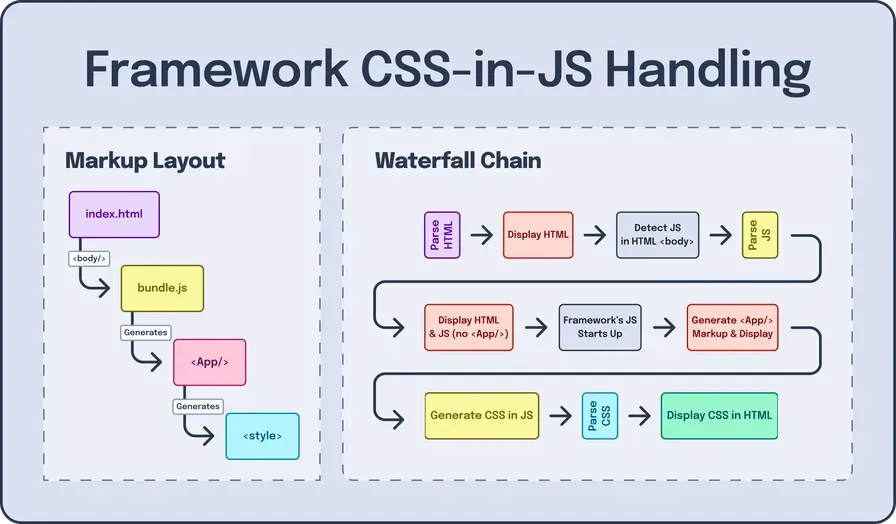 Framework CSS-in-JS Handling
Markup Layout
index.html
<body/>
bundle.js
Generates
<App/>
Generates
<style>
Waterfall Chain
Parse
HTML
Display HTML
Detect JS
in HTML <body>
Parse
JS
Display HTML
& JS (no <App/>)
Framework's JS
Starts Up
Generate <App/>
Markup & Display
Generate CSS in JS
Parse
CSS
Display CSS in HTML